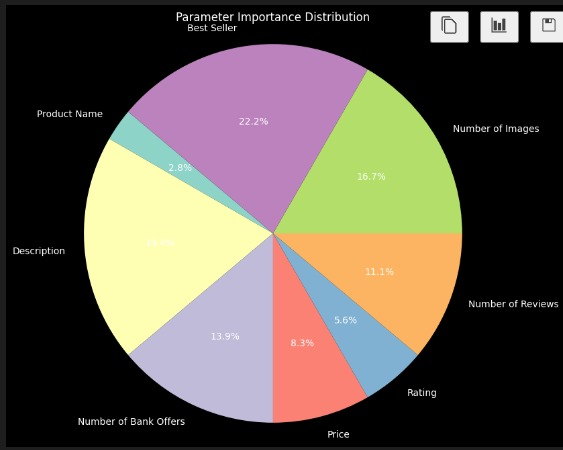 Parameter Importance Distribution
Best Seller
Product Name
Number of Images
22.2%
2.8%
16.7%
Description
11.1%
Number of Reviews
5.6%
13.9%
8.3%
Rating
Number of Bank Offers
Price